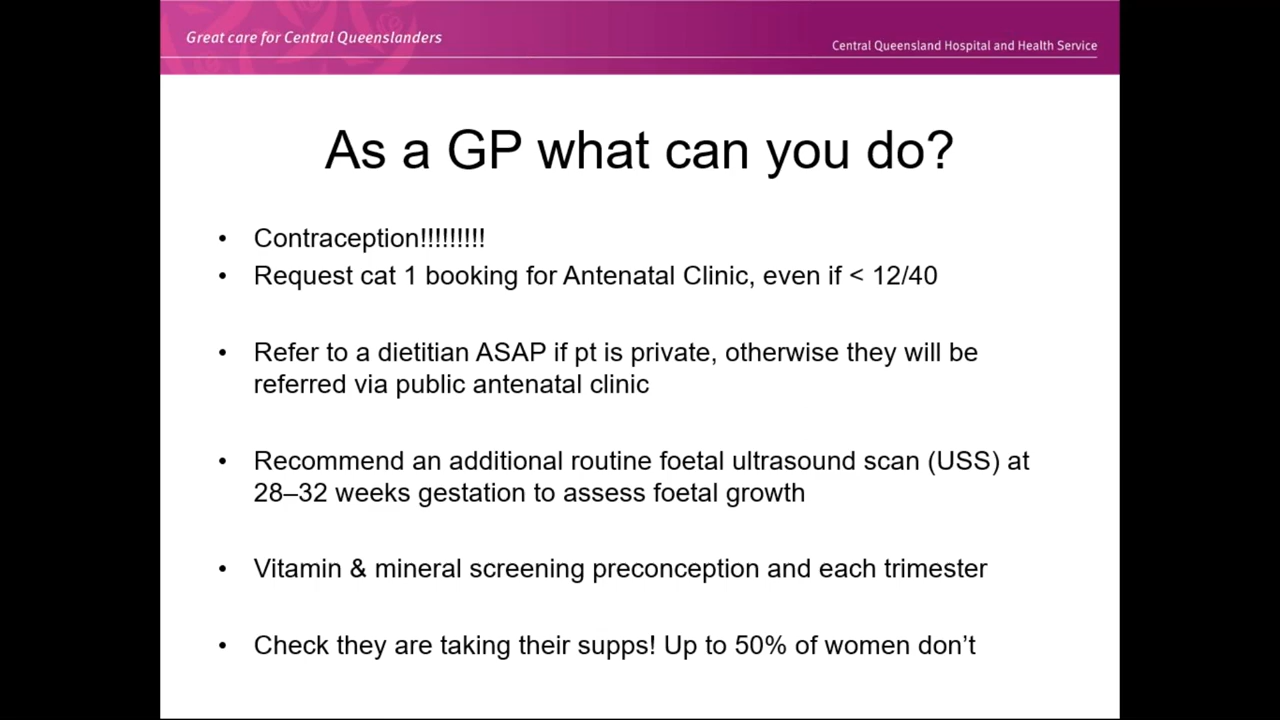 Great care for Central Queenslanders
Central Queensland Hospital and Health Service
As a GP what can you do?
• Contraception!!!!!!!!!
• Request cat 1 booking for Antenatal Clinic, even if < 12/40
• Refer to a dietitian ASAP if pt is private, otherwise they will be
referred via public antenatal clinic
• Recommend an additional routine foetal ultrasound scan (USS) at
28–32 weeks gestation to assess foetal growth
• Vitamin & mineral screening preconception and each trimester
• Check they are taking their supps! Up to 50% of women don’t